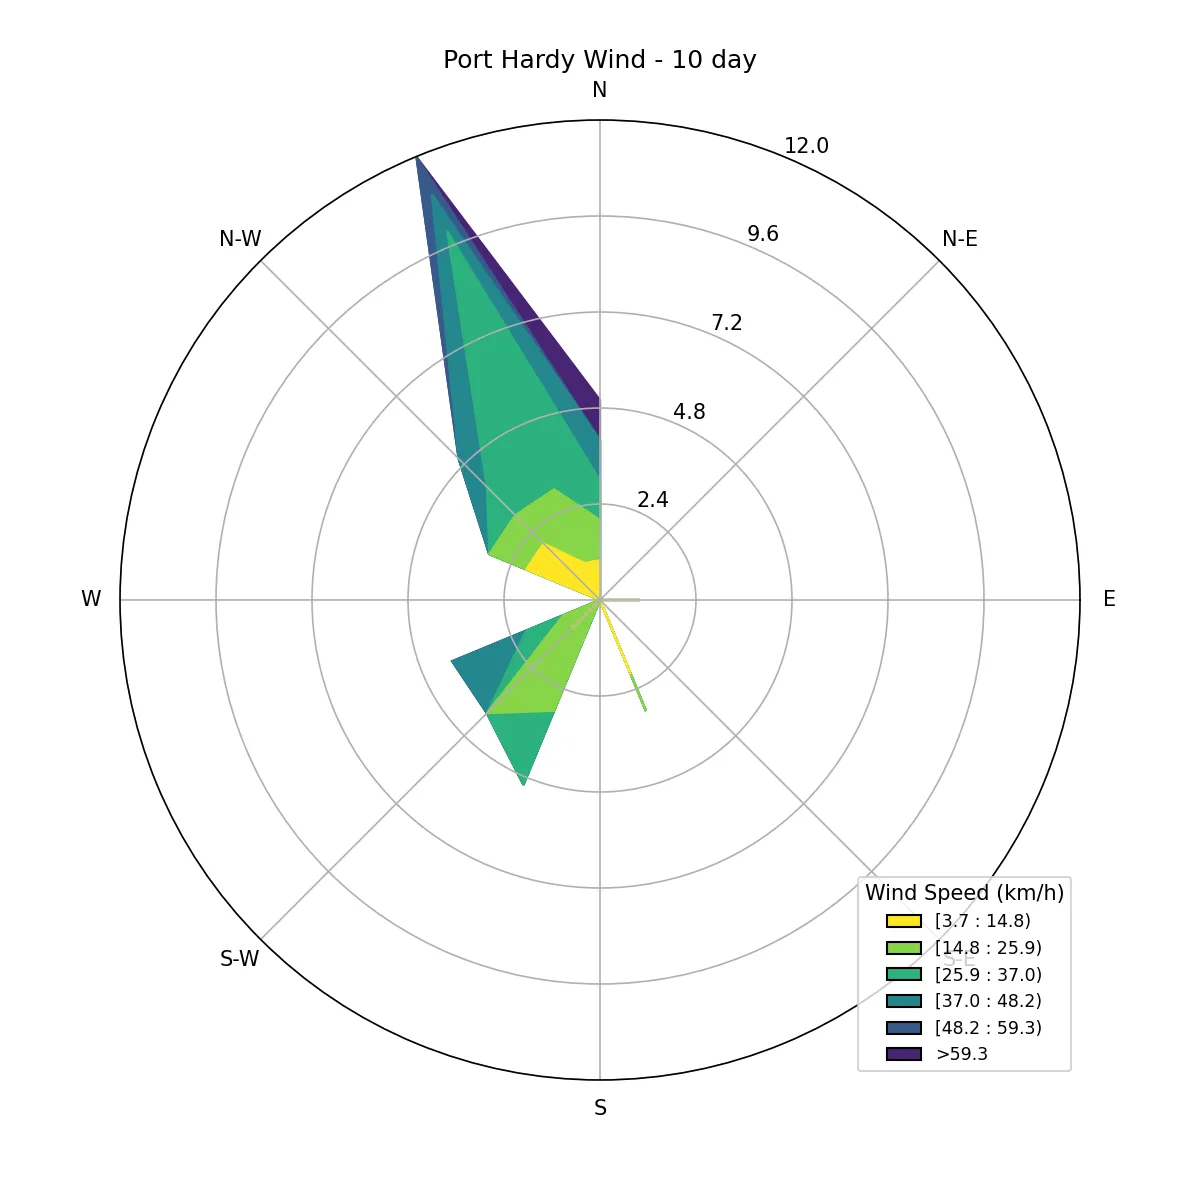 Port Hardy Wind - 10 day
N
12.0
N-W
9.6
N-E
7.2
4.8
2.4
W
E
S-W
S-E
S
Wind Speed (km/h)
[3.7 : 14.8)
[14.8 : 25.9)
[25.9 : 37.0)
[37.0 : 48.2)
[48.2 : 59.3)
>59.3